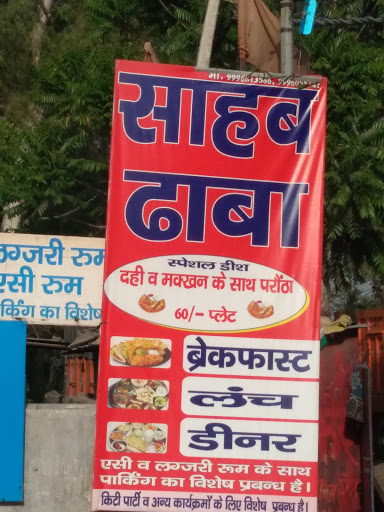 साहब
ढाबा
स्पेशल डीश
दही व मक्खन के साथ परौंठा
60/- प्लेट
ब्रेकफास्ट
लंच
डीनर
एसी व लग्जरी रूम के साथ
पार्किंग का विशेष प्रबन्ध है।
किटी पार्टी व अन्य कार्यक्रमों के लिए विशेष प्रबन्ध है।
लग्जरी रूम
एसी रूम
पार्किंग का विशेष